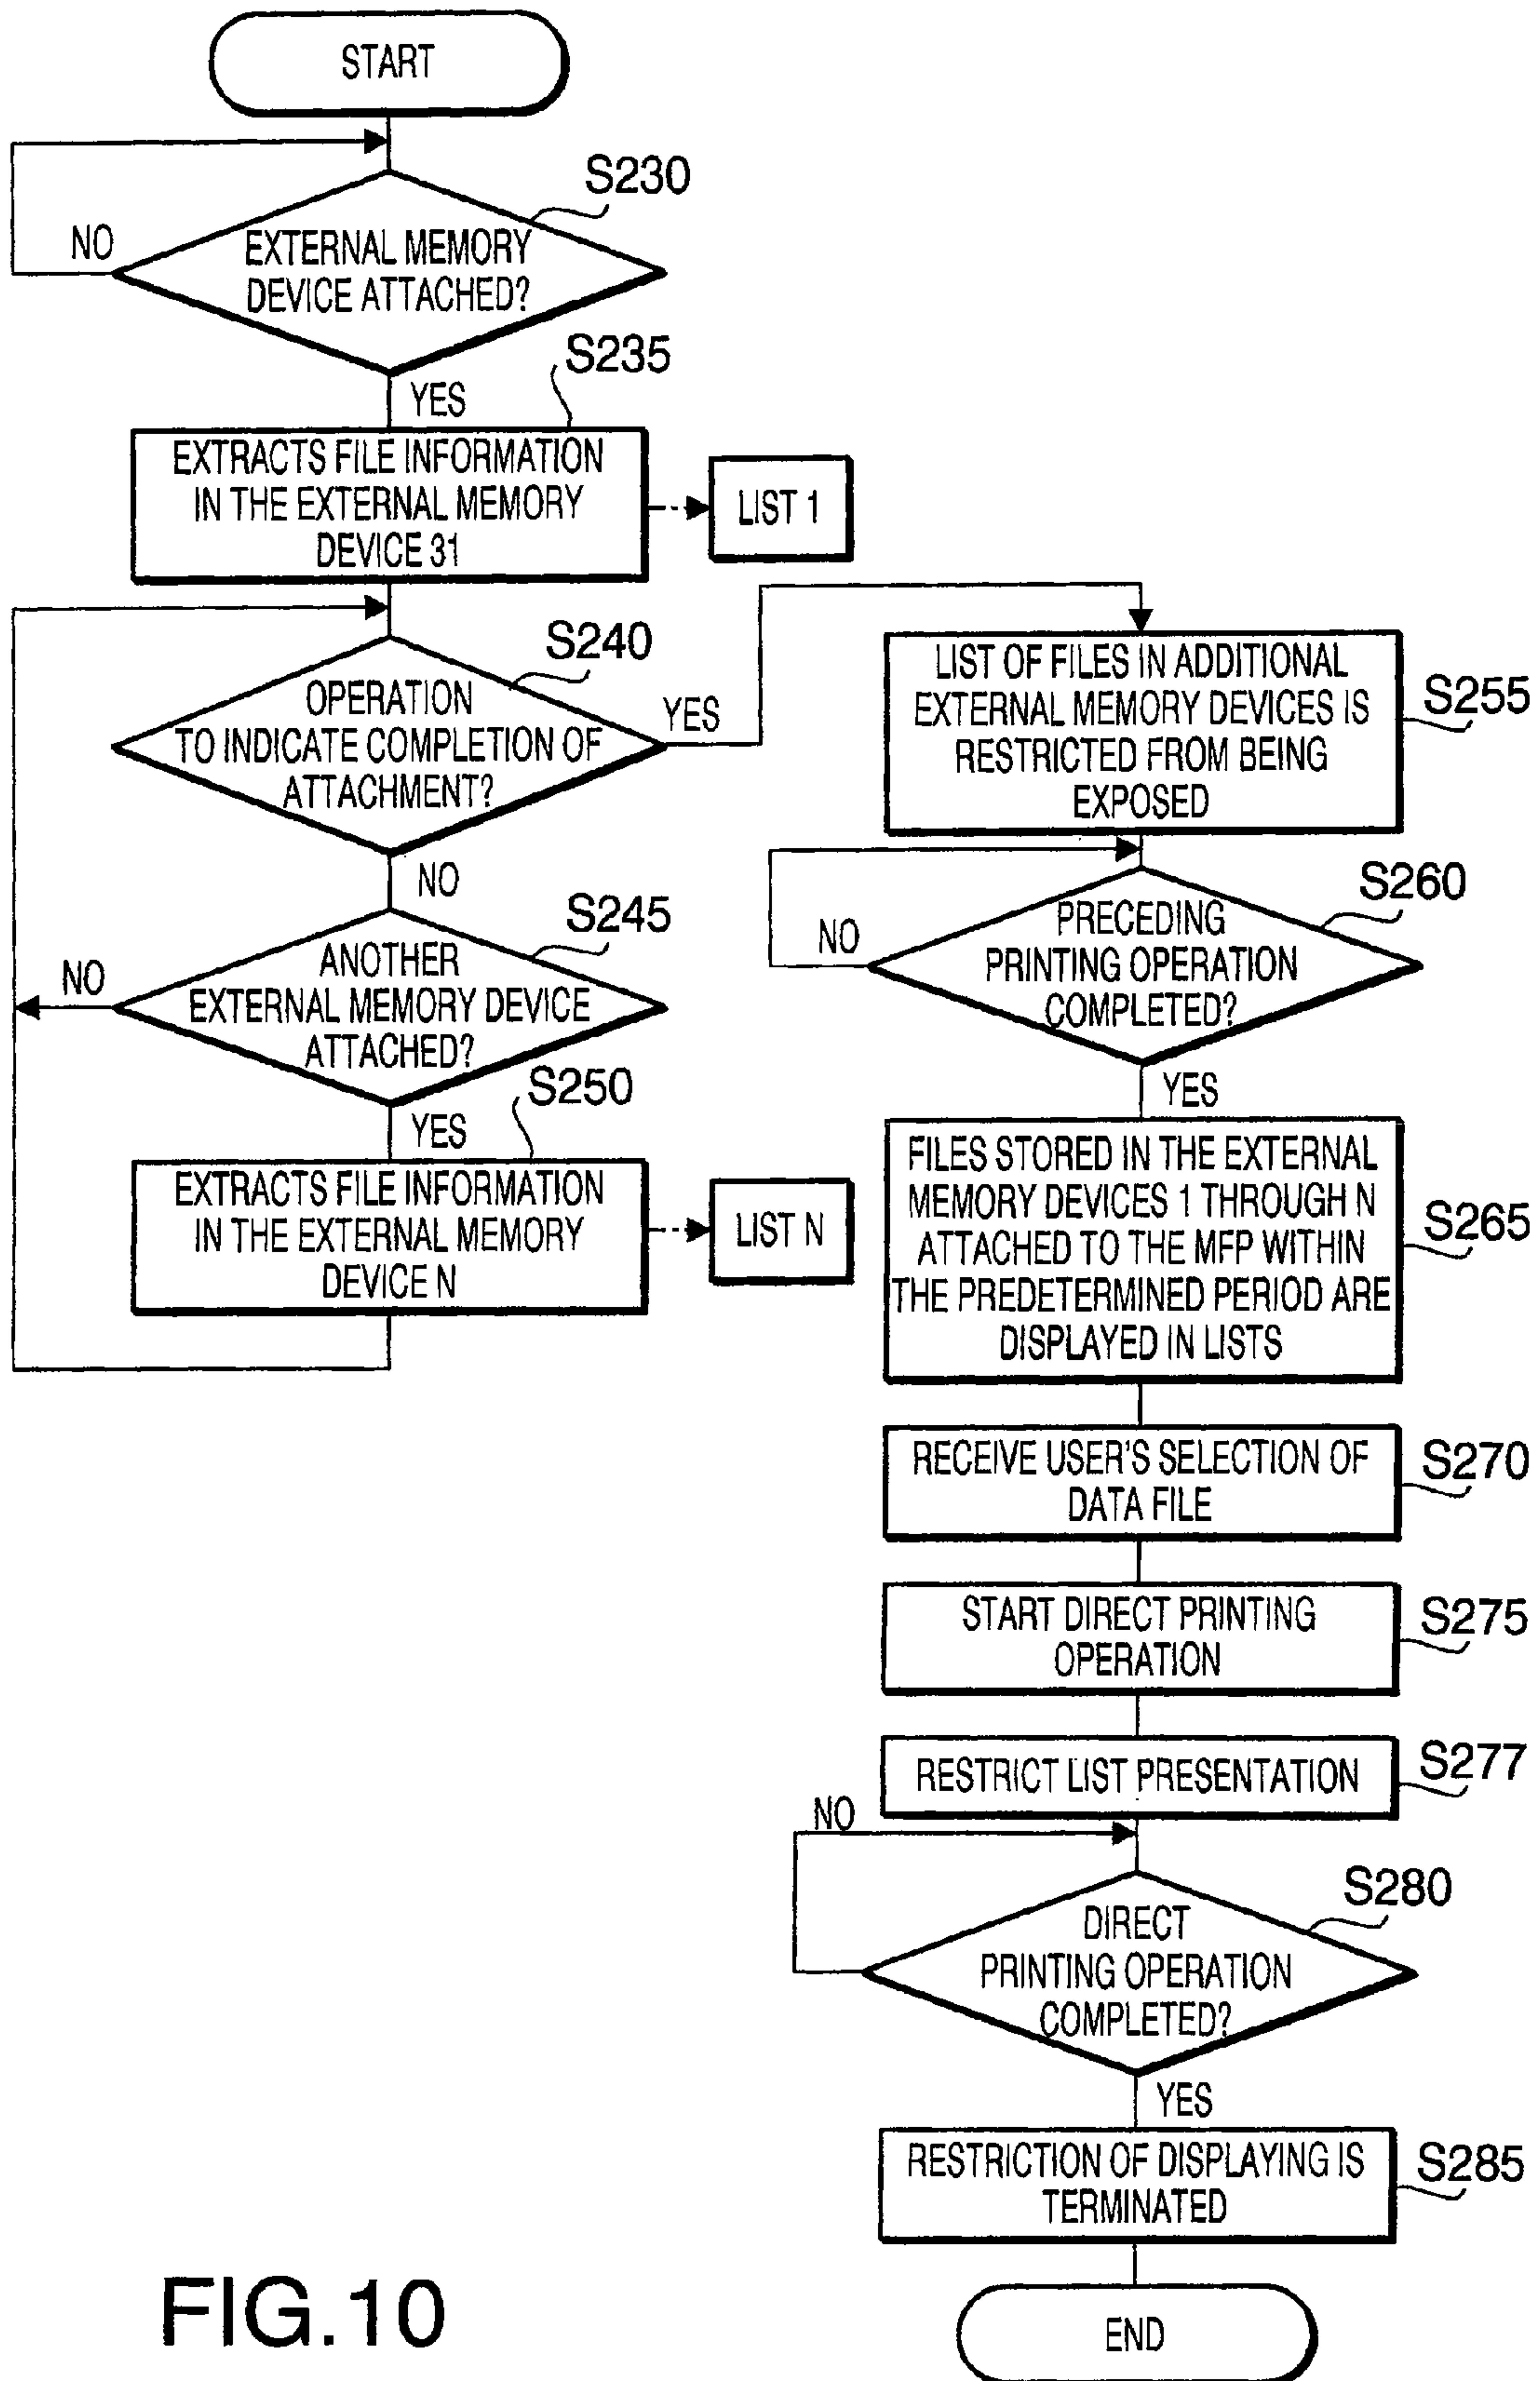 START
S230
NO
EXTERNAL MEMORY
DEVICE ATTACHED?
YES
S235
EXTRACTS FILE INFORMATION
IN THE EXTERNAL MEMORY
DEVICE 31
LIST 1
S240
OPERATION
TO INDICATE COMPLETION OF
ATTACHMENT?
YES
NO
S245
ANOTHER
EXTERNAL MEMORY DEVICE
ATTACHED?
NO
YES
S250
EXTRACTS FILE INFORMATION
IN THE EXTERNAL MEMORY
DEVICE N
LIST N
LIST OF FILES IN ADDITIONAL
EXTERNAL MEMORY DEVICES IS
RESTRICTED FROM BEING
EXPOSED
S255
S260
NO
PRECEDING
PRINTING OPERATION
COMPLETED?
YES
FILES STORED IN THE EXTERNAL
MEMORY DEVICES 1 THROUGH N
ATTACHED TO THE MFP WITHIN
THE PREDETERMINED PERIOD ARE
DISPLAYED IN LISTS
S265
RECEIVE USER'S SELECTION OF
DATA FILE
S270
START DIRECT PRINTING
OPERATION
S275
RESTRICT LIST PRESENTATION
S277
NO
S280
DIRECT
PRINTING OPERATION
COMPLETED?
YES
RESTRICTION OF DISPLAYING IS
TERMINATED
S285
END
FIG.10